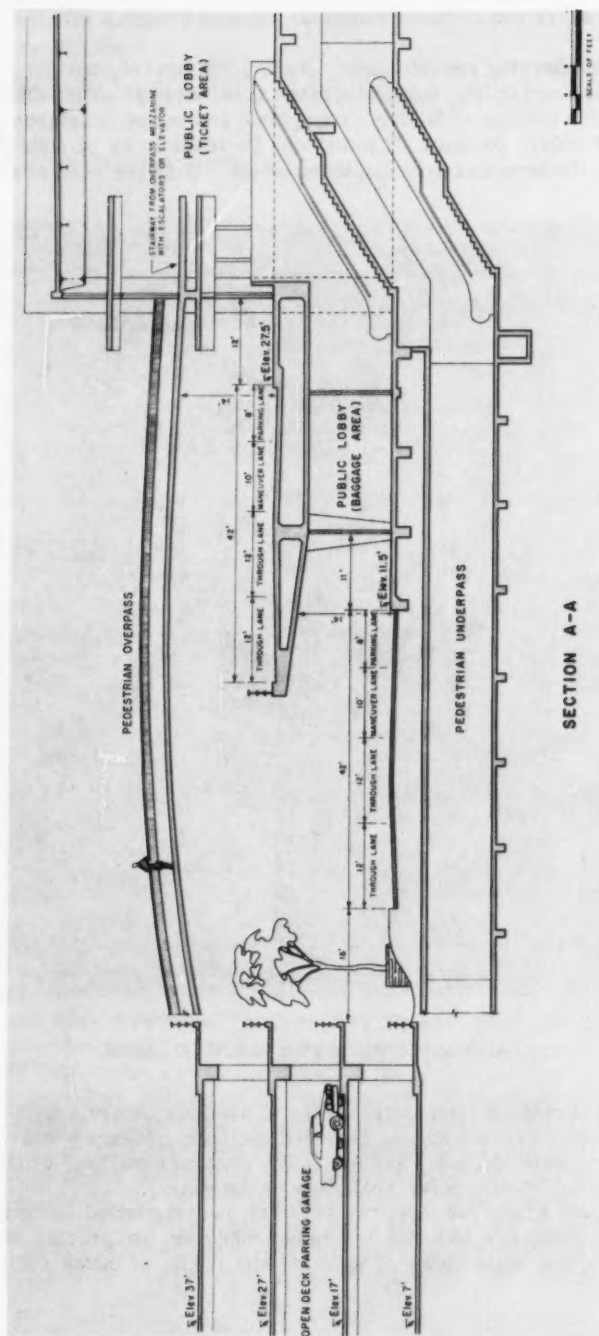 PUBLIC LOBBY
(TICKET AREA)
STAIRWAY FROM OVERPASS MEZZANINE
WITH ESCALATORS OR ELEVATOR
PEDESTRIAN OVERPASS
12'
42'
12'
THROUGH LANE
12'
THROUGH LANE
10'
MANEUVER LANE
8'
PARKING LANE
Elev. 27.5'
PUBLIC LOBBY
(BAGGAGE AREA)
11'
Elev. 11.5'
16'
42'
12'
THROUGH LANE
12'
THROUGH LANE
10'
MANEUVER LANE
8'
PARKING LANE
PEDESTRIAN UNDERPASS
Elev 37'
Elev. 27'
OPEN DECK PARKING GARAGE
Elev 17'
Elev 7'
SECTION A-A
SCALE OF FEET